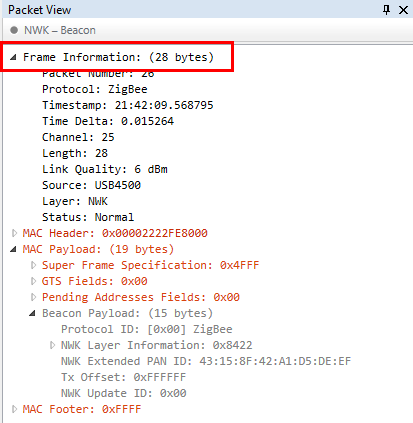 Packet View
NWK – Beacon
Frame Information: (28 bytes)
Packet Number: 26
Protocol: ZigBee
Timestamp: 21:42:09.568795
Time Delta: 0.015264
Channel: 25
Length: 28
Link Quality: 6 dBm
Source: USB4500
Layer: NWK
Status: Normal
MAC Header: 0x00002222FE8000
MAC Payload: (19 bytes)
Super Frame Specification: 0x4FFF
GTS Fields: 0x00
Pending Addresses Fields: 0x00
Beacon Payload: (15 bytes)
Protocol ID: [0x00] ZigBee
NWK Layer Information: 0x8422
NWK Extended PAN ID: 43:15:8F:42:A1:D5:DE:EF
Tx Offset: 0xFFFFFF
NWK Update ID: 0x00
MAC Footer: 0xFFFF